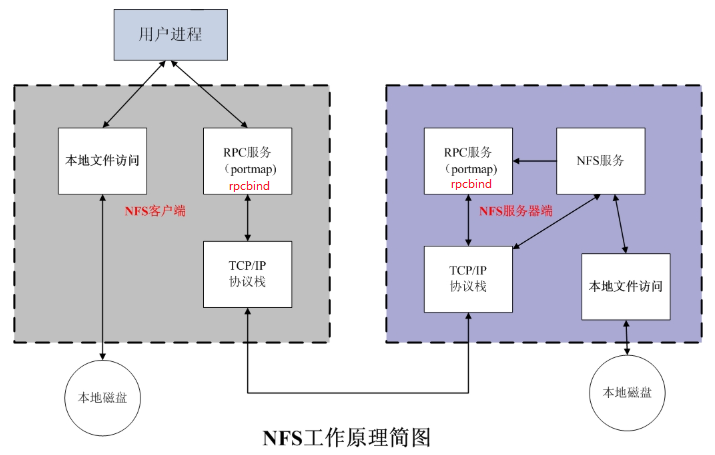 用户进程
本地文件访问
RPC服务
（portmap)
rpcbind
NFS客户端
TCP/IP
协议栈
本地磁盘
RPC服务
（portmap)
rpcbind
NFS服务
NFS服务器端
TCP/IP
协议栈
本地文件访问
本地磁盘
NFS工作原理简图